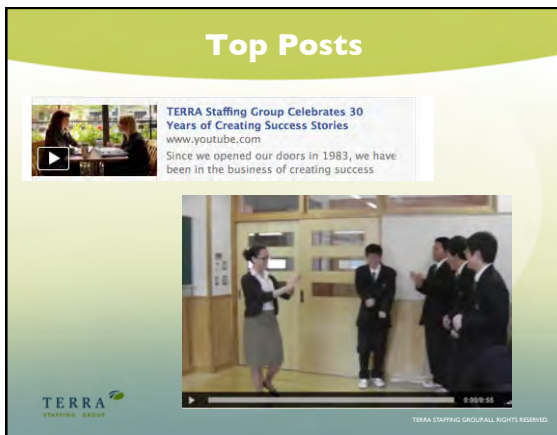 Top Posts
TERRA Staffing Group Celebrates 30
Years of Creating Success Stories
www.youtube.com
Since we opened our doors in 1983, we have
been in the business of creating success
0:00/0:55
TERRA
STAFFING GROUP
TERRA STAFFING GROUP.ALL RIGHTS RESERVED.